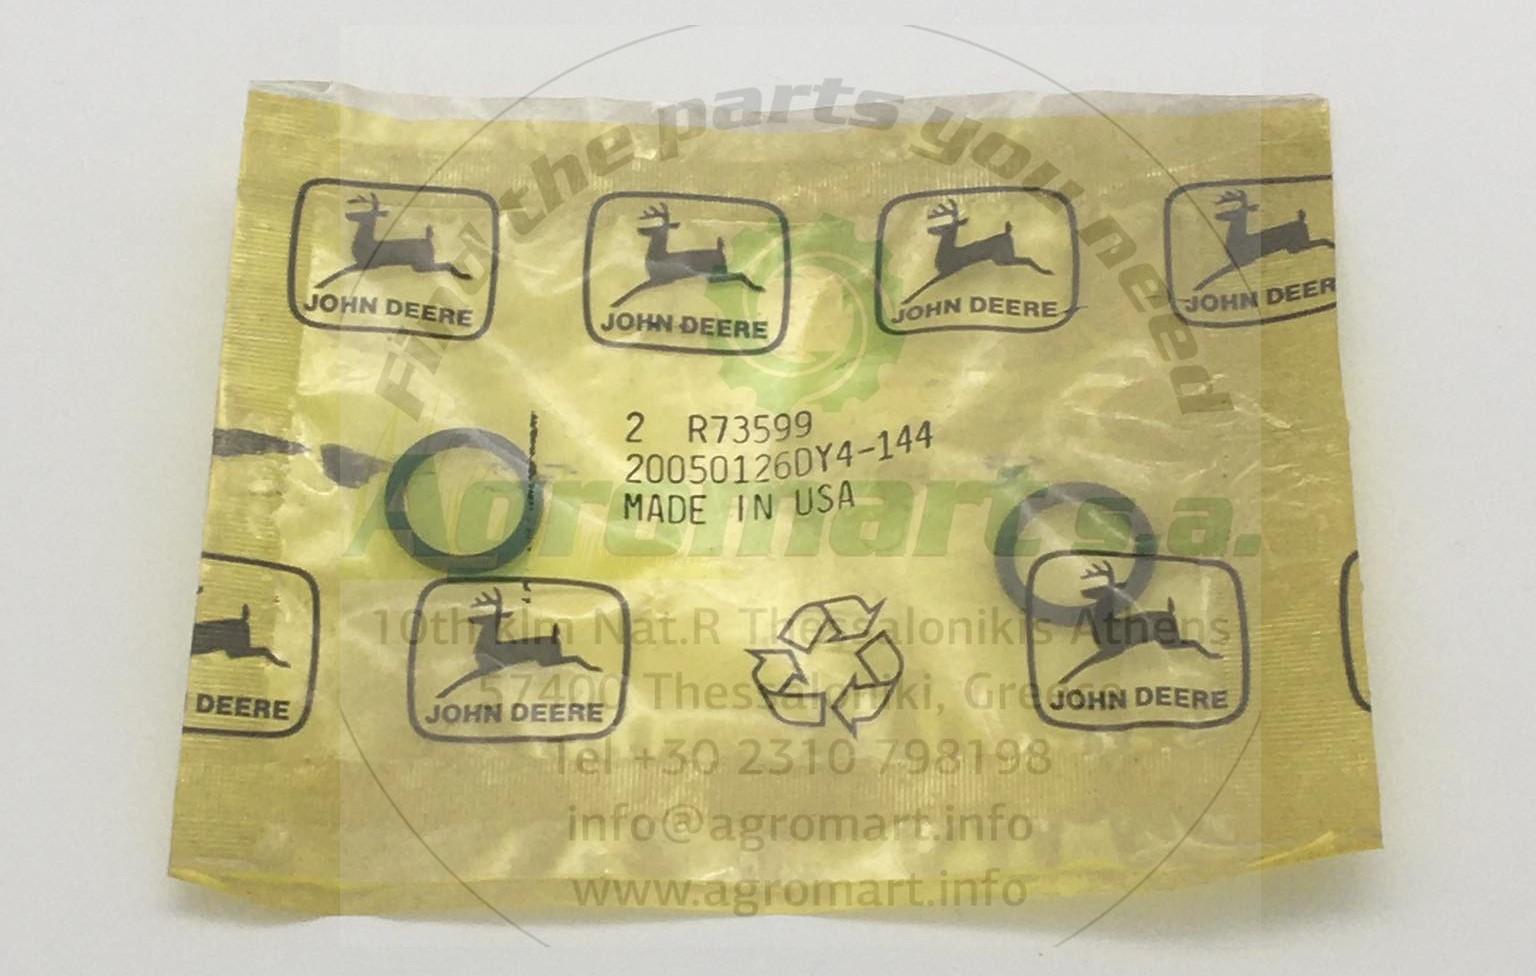 Find the parts you need
JOHN DEERE
JOHN DEERE
JOHN DEERE
JOHN DEER
2 R73599
20050126DY4-144
MADE IN USA
Agromart s.a.
DEERE
JOHN DEERE
JOHN DEERE
10th klm Nat.R Thessalonikis Athens
57400 Thessaloniki, Greece
Tel +30 2310 798198
info@agromart.info
www.agromart.info